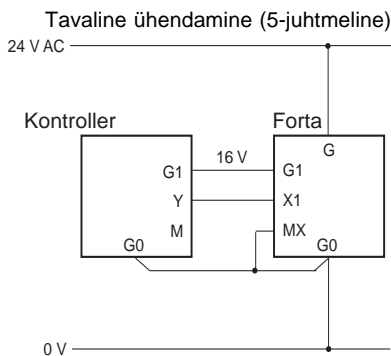 Tavaline ühendamine (5-juhtmeline)
24 V AC
Kontroller
Forta
G
G1
16 V
G1
Y
X1
M
MX
G0
G0
0 V